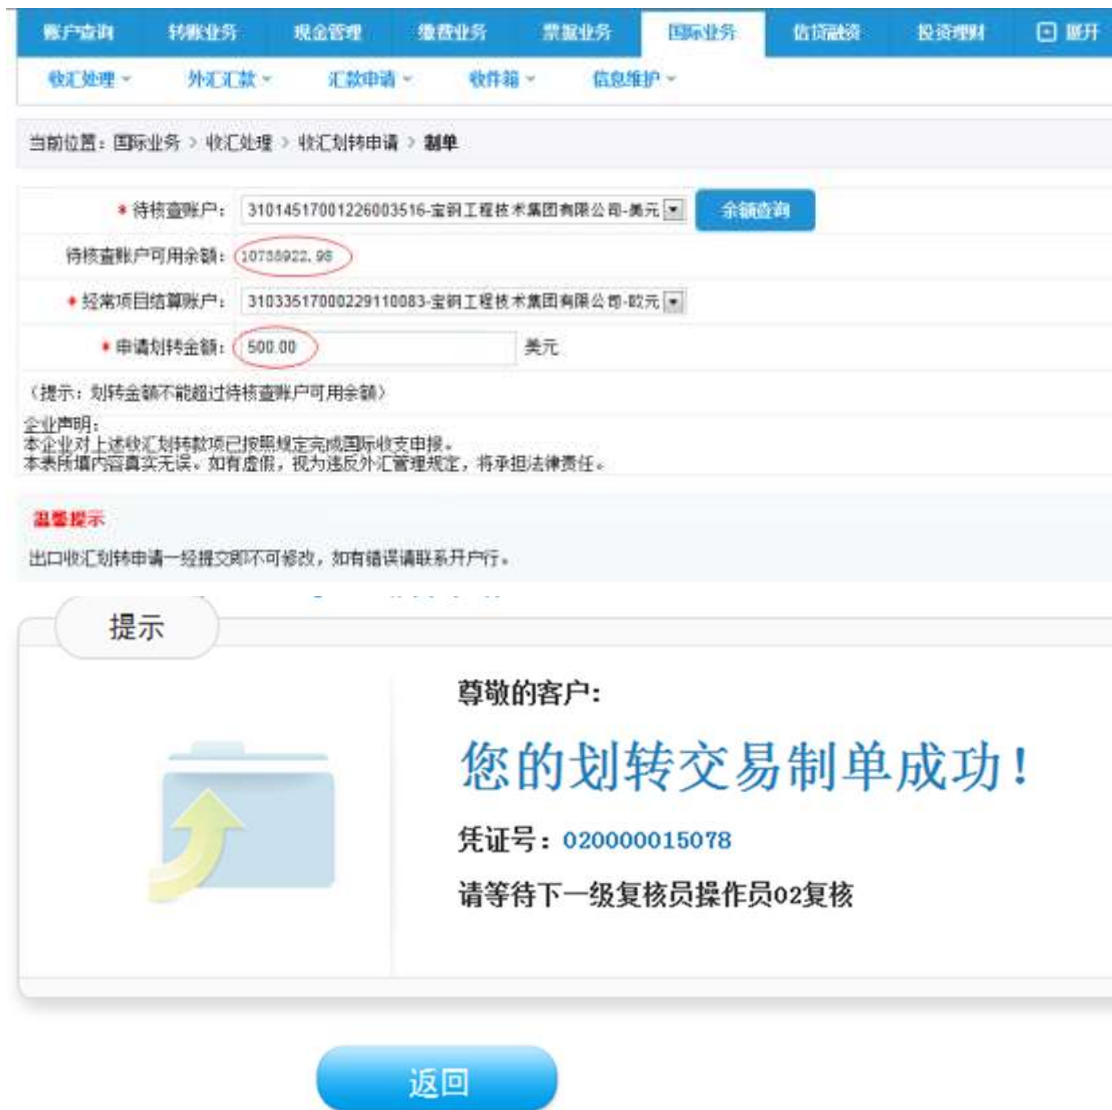 账户查询 转账业务 现金管理 缴费业务 票据业务 国际业务 信贷融资 投资理财 展开
收汇处理 外汇汇款 汇款申请 收件箱 信息维护
当前位置：国际业务 > 收汇处理 > 收汇划转申请 > 制单
* 待核查账户： 31014517001226003516-宝钢工程技术集团有限公司-美元 余额查询
待核查账户可用余额：
* 经常项目结算账户： 31033517000229110083-宝钢工程技术集团有限公司-欧元
* 申请划转金额： 500.00 美元
（提示：划转金额不能超过待核查账户可用余额）
企业声明：
本企业对上述收汇划转款项已按照规定完成国际收支申报。
本表所填内容真实无误。如有虚假，视为违反外汇管理规定，将承担法律责任。
温馨提示
出口收汇划转申请一经提交即不可修改，如有错误请联系开户行。
提示
尊敬的客户：
您的划转交易制单成功！
凭证号：020000015078
请等待下一级复核员操作员02复核
返回